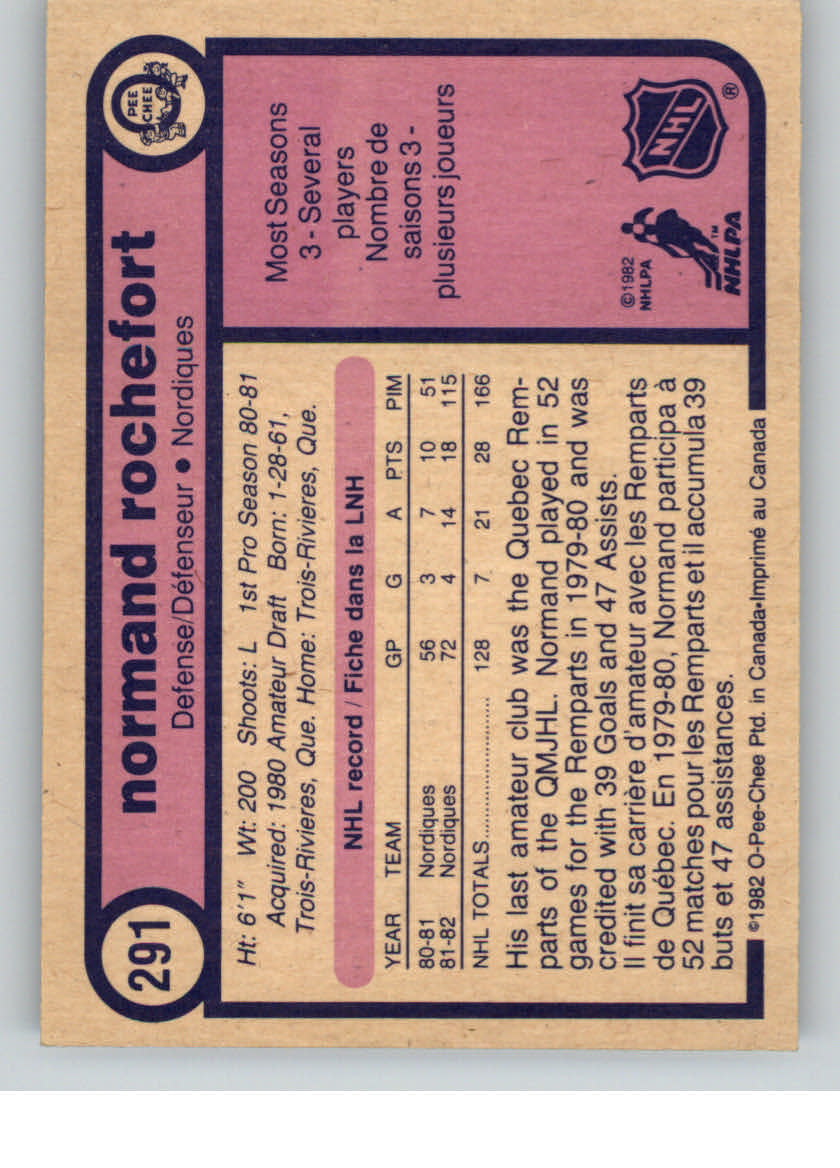 291
normand rochefort
Defense/Défenseur • Nordiques
PEE
CHEE
Ht: 6'1" Wt: 200 Shoots: L 1st Pro Season 80-81
Acquired: 1980 Amateur Draft Born: 1-28-61,
Trois-Rivieres, Que. Home: Trois-Rivieres, Que.
NHL record / Fiche dans la LNH
YEAR TEAM GP G A PTS PIM
80-81 Nordiques 56 3 7 10 51
81-82 Nordiques 72 4 14 18 115
NHL TOTALS.................... 128 7 21 28 166
His last amateur club was the Quebec Rem-
parts of the QMJHL. Normand played in 52
games for the Remparts in 1979-80 and was
credited with 39 Goals and 47 Assists.
Il finit sa carrière d'amateur avec les Remparts
de Québec. En 1979-80, Normand participa à
52 matches pour les Remparts et il accumula 39
buts et 47 assistances.
©1982 O-Pee-Chee Ptd. in Canada•Imprimé au Canada
Most Seasons
3 - Several
players
Nombre de
saisons 3 -
plusieurs joueurs
©1982
NHLPA
NHLPA™
NHL®